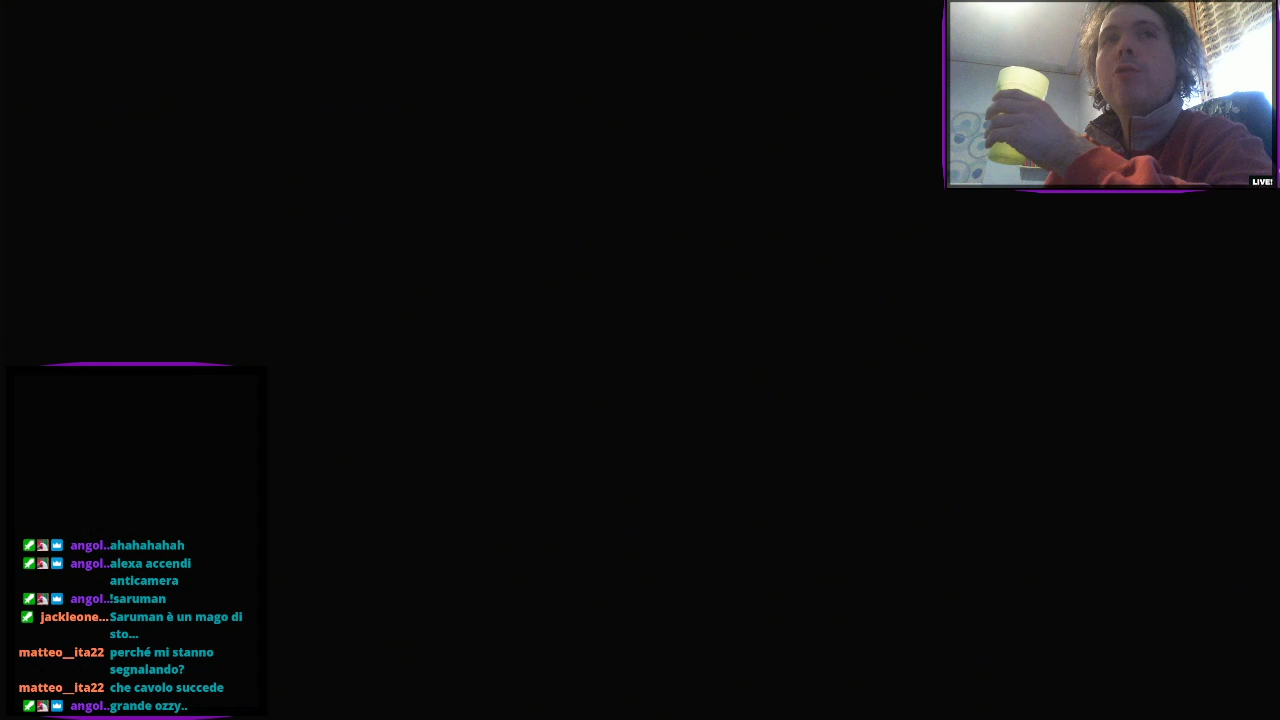 LIVE!
angol..ahahahahah
angol..alexa accendi
anticamera
angol..!saruman
jackleone...Saruman è un mago di
sto...
matteo__ita22 perché mi stanno
segnalando?
matteo__ita22 che cavolo succede
angol..grande ozzy..